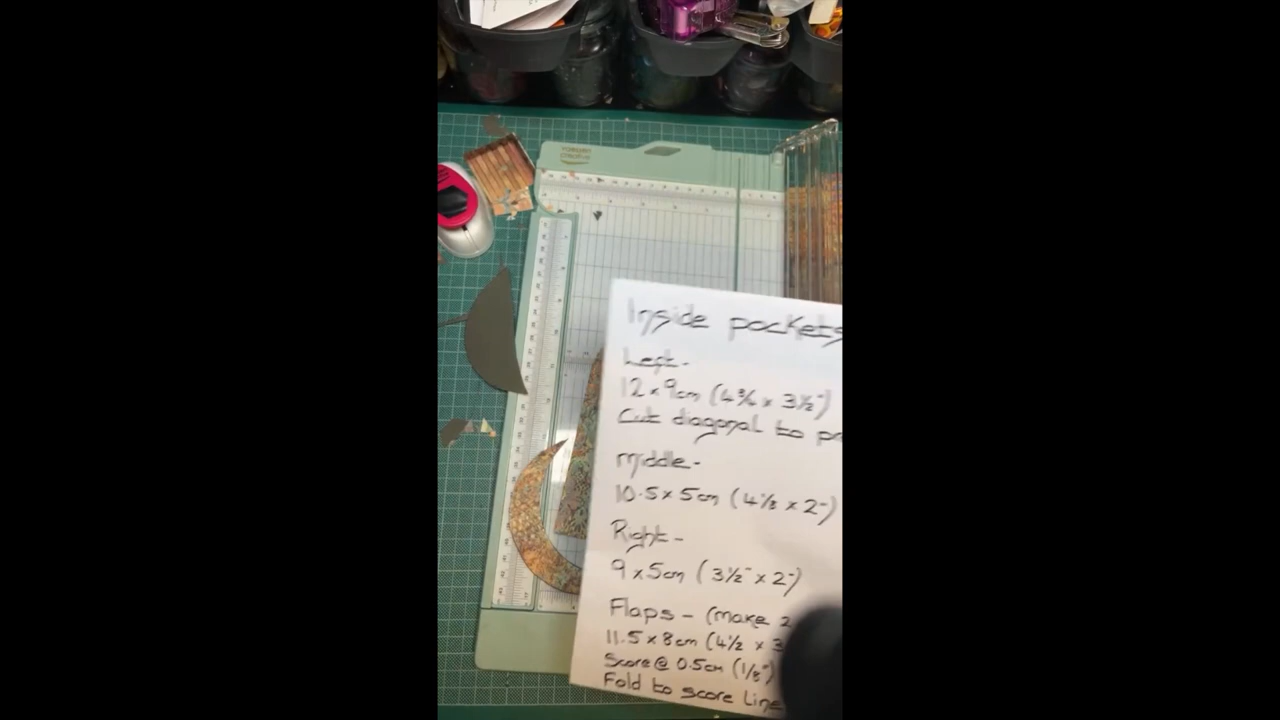 Inside pockets
Left -
12 x 9cm (4¾ x 3½")
Cut diagonal to
Middle -
10.5 x 5cm (4⅛ x 2")
Right -
9 x 5cm (3½" x 2")
Flaps - (make 2
11.5 x 8cm (4½ x 3
Score @ 0.5cm (1/8")
Fold to score line